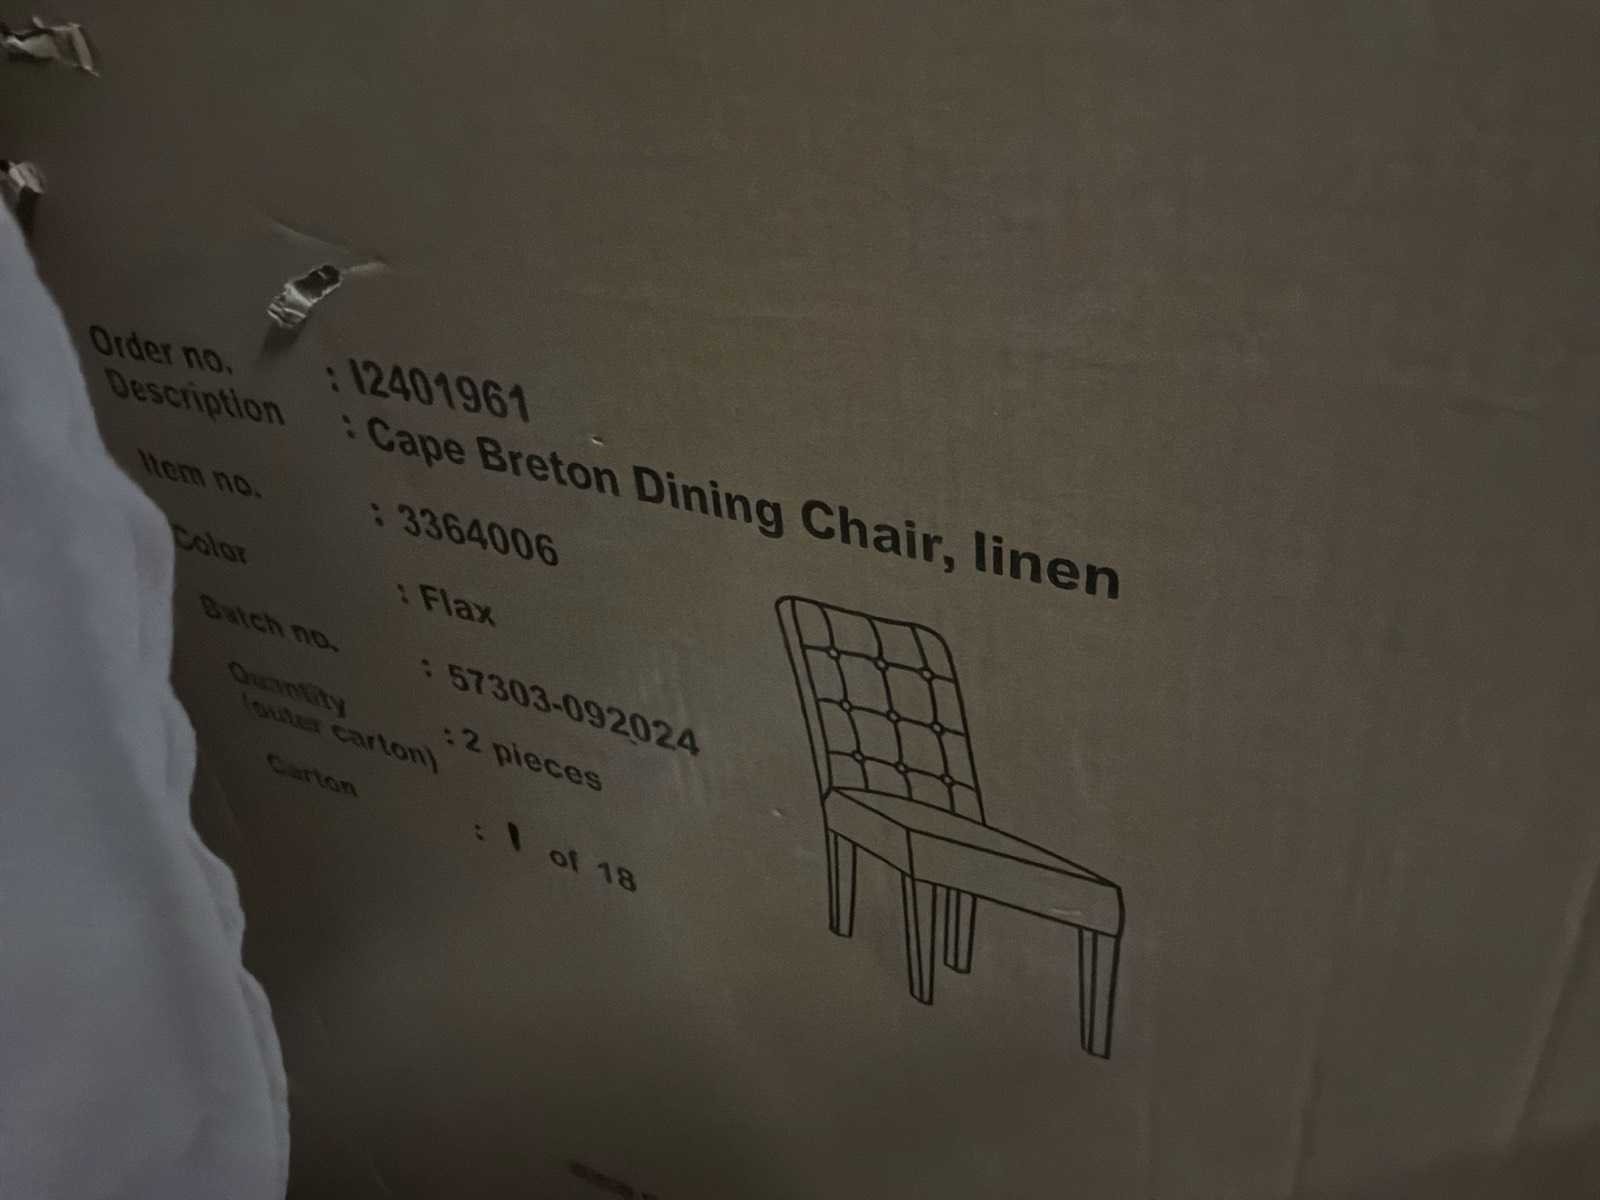 Order no. : I2401961
Description : Cape Breton Dining Chair, linen
Item no. : 3364006
Color : Flax
Batch no. : 57303-092024
Quantity
(outer carton) : 2 pieces
Carton : 1 of 18